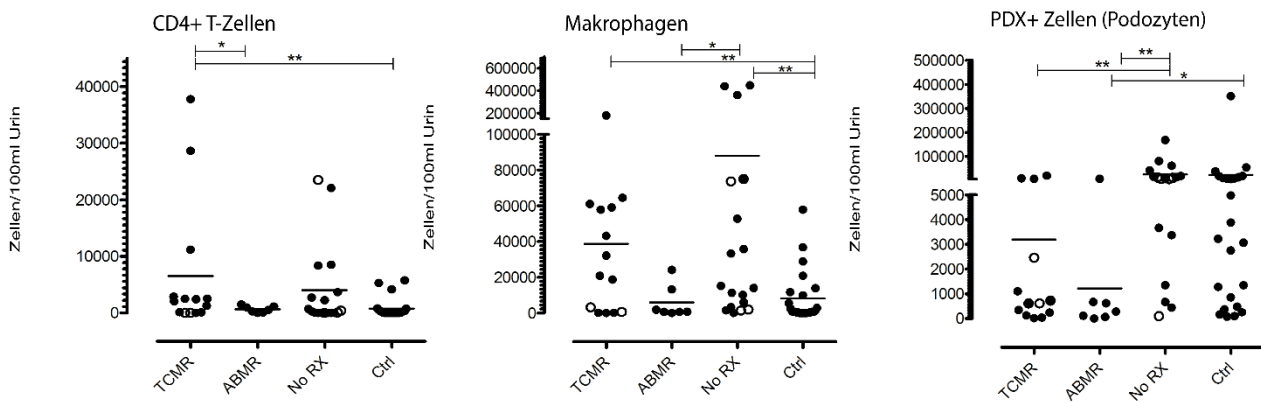 CD4+ T-Zellen
*
**
Zellen/100ml Urin
40000
30000
20000
10000
0
TCMR
ABMR
No RX
Ctrl
Makrophagen
*
**
**
Zellen/100ml Urin
600000
400000
200000
100000
80000
60000
40000
20000
0
TCMR
ABMR
No RX
Ctrl
PDX+ Zellen (Podozyten)
**
**
*
Zellen/100ml Urin
500000
400000
300000
200000
100000
5000
4000
3000
2000
1000
0
TCMR
ABMR
No RX
Ctrl